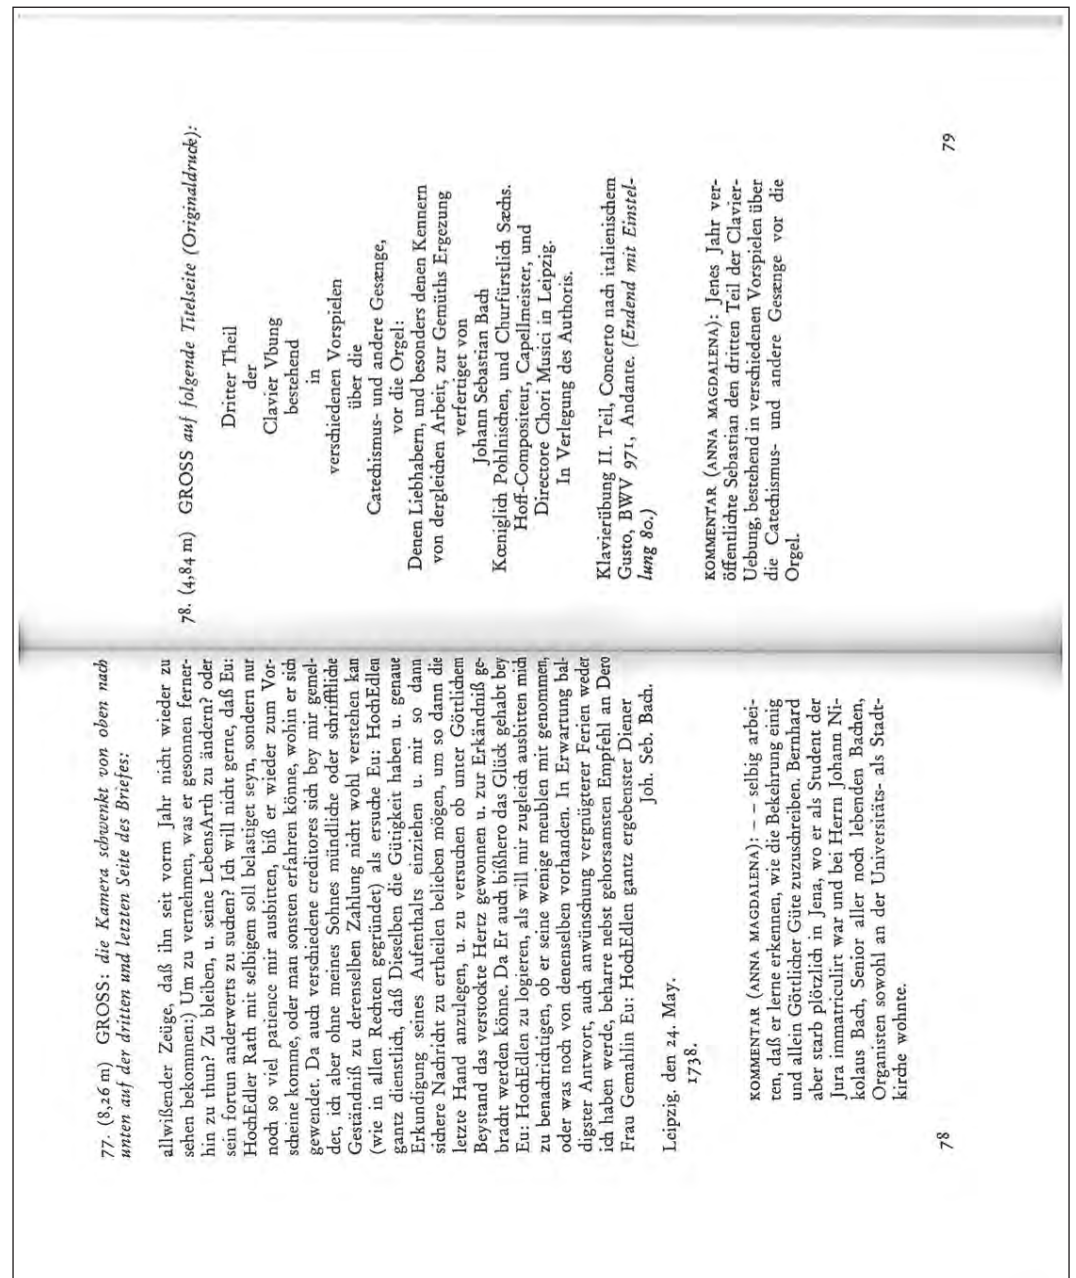 77. (8,26 m) GROSS: die Kamera schwenkt von oben nach
unten auf der dritten und letzten Seite des Briefes:
allwißender Zeüge, daß ihn seit vorm Jahr nicht wieder zu
sehen bekommen:) Um zu vernehmen, was er gesonnen ferner-
hin zu thun? Zu bleiben, u. seine LebensArth zu ändern? oder
sein fortun anderwerts zu suchen? Ich will nicht gerne, daß Eu:
HochEdler Rath mit selbigem soll belastiget seyn, sondern nur
noch so viel patience mir ausbitten, biß er wieder zum Vor-
scheine komme, oder man sonsten erfahren könne, wohin er sich
gewendet. Da auch verschiedene creditores sich bey mir gemel-
det, ich aber ohne meines Sohnes mündliche oder schrifftliche
Geständniß zu derenselben Zahlung nicht wohl verstehen kan
(wie in allen Rechten gegründet) als ersuche Eu: HochEdlen
gantz dienstlich, daß Dieselben die Gütigkeit haben u. genaue
Erkundigung seines Aufenthalts einziehen u. mir so dann
sichere Nachricht zu ertheilen belieben mögen, um so dann die
letzte Hand anzulegen, u. zu versuchen ob unter Göttlichem
Beystand das verstockte Hertz gewonnen u. zur Erkändniß ge-
bracht werden könne. Da Er auch bißhero das Glück gehabt bey
Eu: HochEdlen zu logieren, als will mir zugleich ausbitten mich
zu benachrichtigen, ob er seine wenige meublen mit genommen,
oder was noch von denenselben vorhanden. In Erwartung bal-
digster Antwort, auch anwünschung vergnügterer Ferien weder
ich haben werde, beharre nebst gehorsamsten Empfehl an Dero
Frau Gemahlin Eu: HochEdlen gantz ergebenster Diener
Joh. Seb. Bach.
Leipzig, den 24. May.
1738.
KOMMENTAR (ANNA MAGDALENA): – – selbig arbei-
ten, daß er lerne erkennen, wie die Bekehrung einig
und allein Göttlicher Güte zuzuschreiben. Bernhard
aber starb plötzlich in Jena, wo er als Student der
Jura immatriculirt war und bei Herrn Johann Ni-
kolaus Bach, Senior aller noch lebenden Bachen,
Organisten sowohl an der Universitäts- als Stadt-
kirche wohnte.
78
78. (4,84 m) GROSS auf folgende Titelseite (Originaldruck):
Dritter Theil
der
Clavier Vbung
bestehend
in
verschiedenen Vorspielen
über die
Catechismus- und andere Gesænge,
vor die Orgel:
Denen Liebhabern, und besonders denen Kennern
von dergleichen Arbeit, zur Gemüths Ergezung
verfertiget von
Johann Sebastian Bach
Kœniglich Pohlnischen, und Churfürstlich Sæchs.
Hoff-Compositeur, Capellmeister, und
Directore Chori Musici in Leipzig.
In Verlegung des Authoris.
Klavierübung II. Teil, Concerto nach italienischem
Gusto, BWV 971, Andante. (Endend mit Einstel-
lung 80.)
KOMMENTAR (ANNA MAGDALENA): Jenes Jahr ver-
öffentlichte Sebastian den dritten Teil der Clavier-
Uebung, bestehend in verschiedenen Vorspielen über
die Catechismus- und andere Gesænge vor die
Orgel.
79